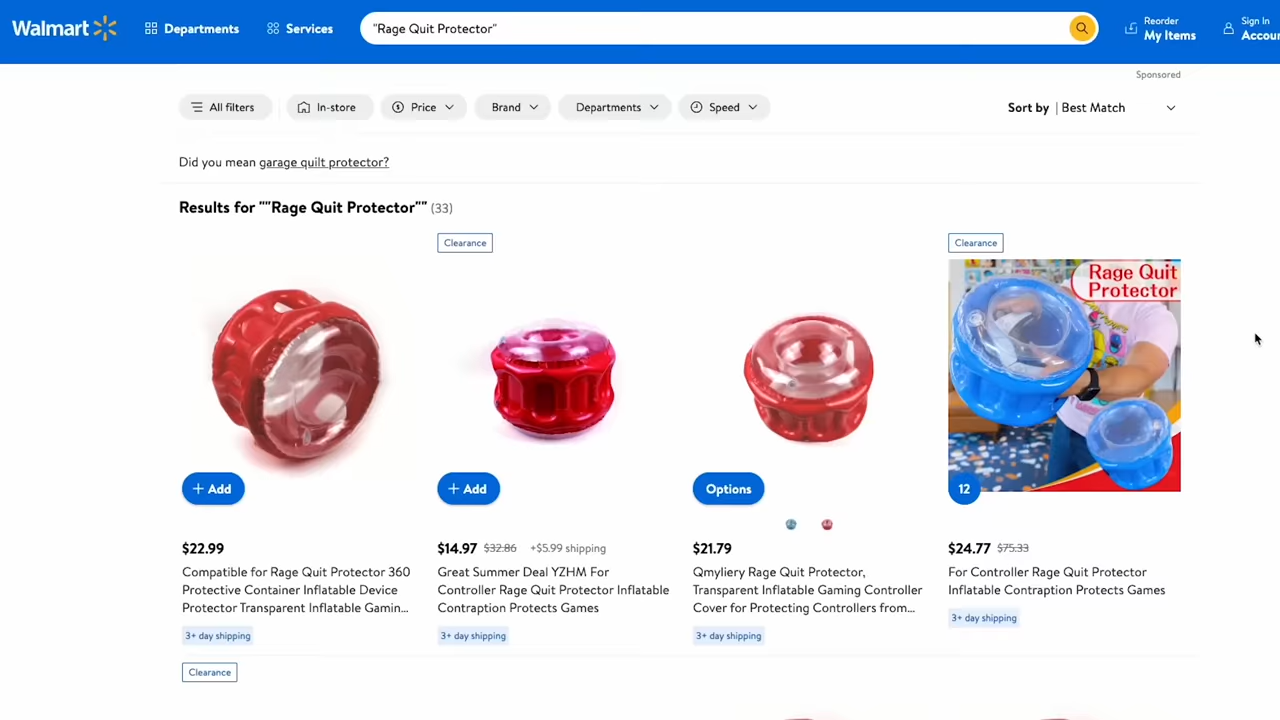 Walmart
Departments
Services
"Rage Quit Protector"
Reorder
My Items
Sign In
Accou
Sponsored
All filters
In-store
Price
Brand
Departments
Speed
Sort by | Best Match
Did you mean garage quilt protector?
Results for ""Rage Quit Protector"" (33)
Clearance
Clearance
Rage Quit
Protector
+ Add
+ Add
Options
12
$22.99
Compatible for Rage Quit Protector 360
Protective Container Inflatable Device
Protector Transparent Inflatable Gamin...
3+ day shipping
$14.97 $32.86 +$5.99 shipping
Great Summer Deal YZHM For
Controller Rage Quit Protector Inflatable
Contraption Protects Games
3+ day shipping
$21.79
Qmyliery Rage Quit Protector,
Transparent Inflatable Gaming Controller
Cover for Protecting Controllers from...
3+ day shipping
$24.77 $75.33
For Controller Rage Quit Protector
Inflatable Contraption Protects Games
3+ day shipping
Clearance